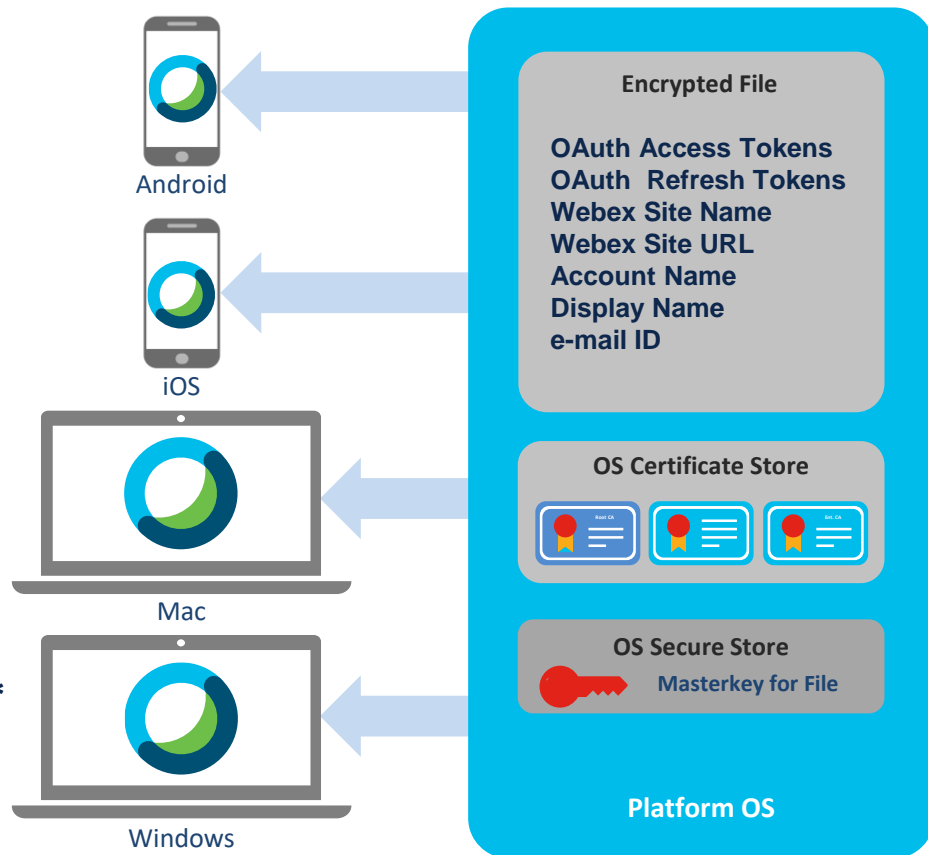 Android
iOS
Mac
*
Windows
Encrypted File
OAuth Access Tokens
OAuth  Refresh Tokens
Webex Site Name
Webex Site URL
Account Name
Display Name
e-mail ID
OS Certificate Store
Root CA
Ent. CA
OS Secure Store
Masterkey for File
Platform OS